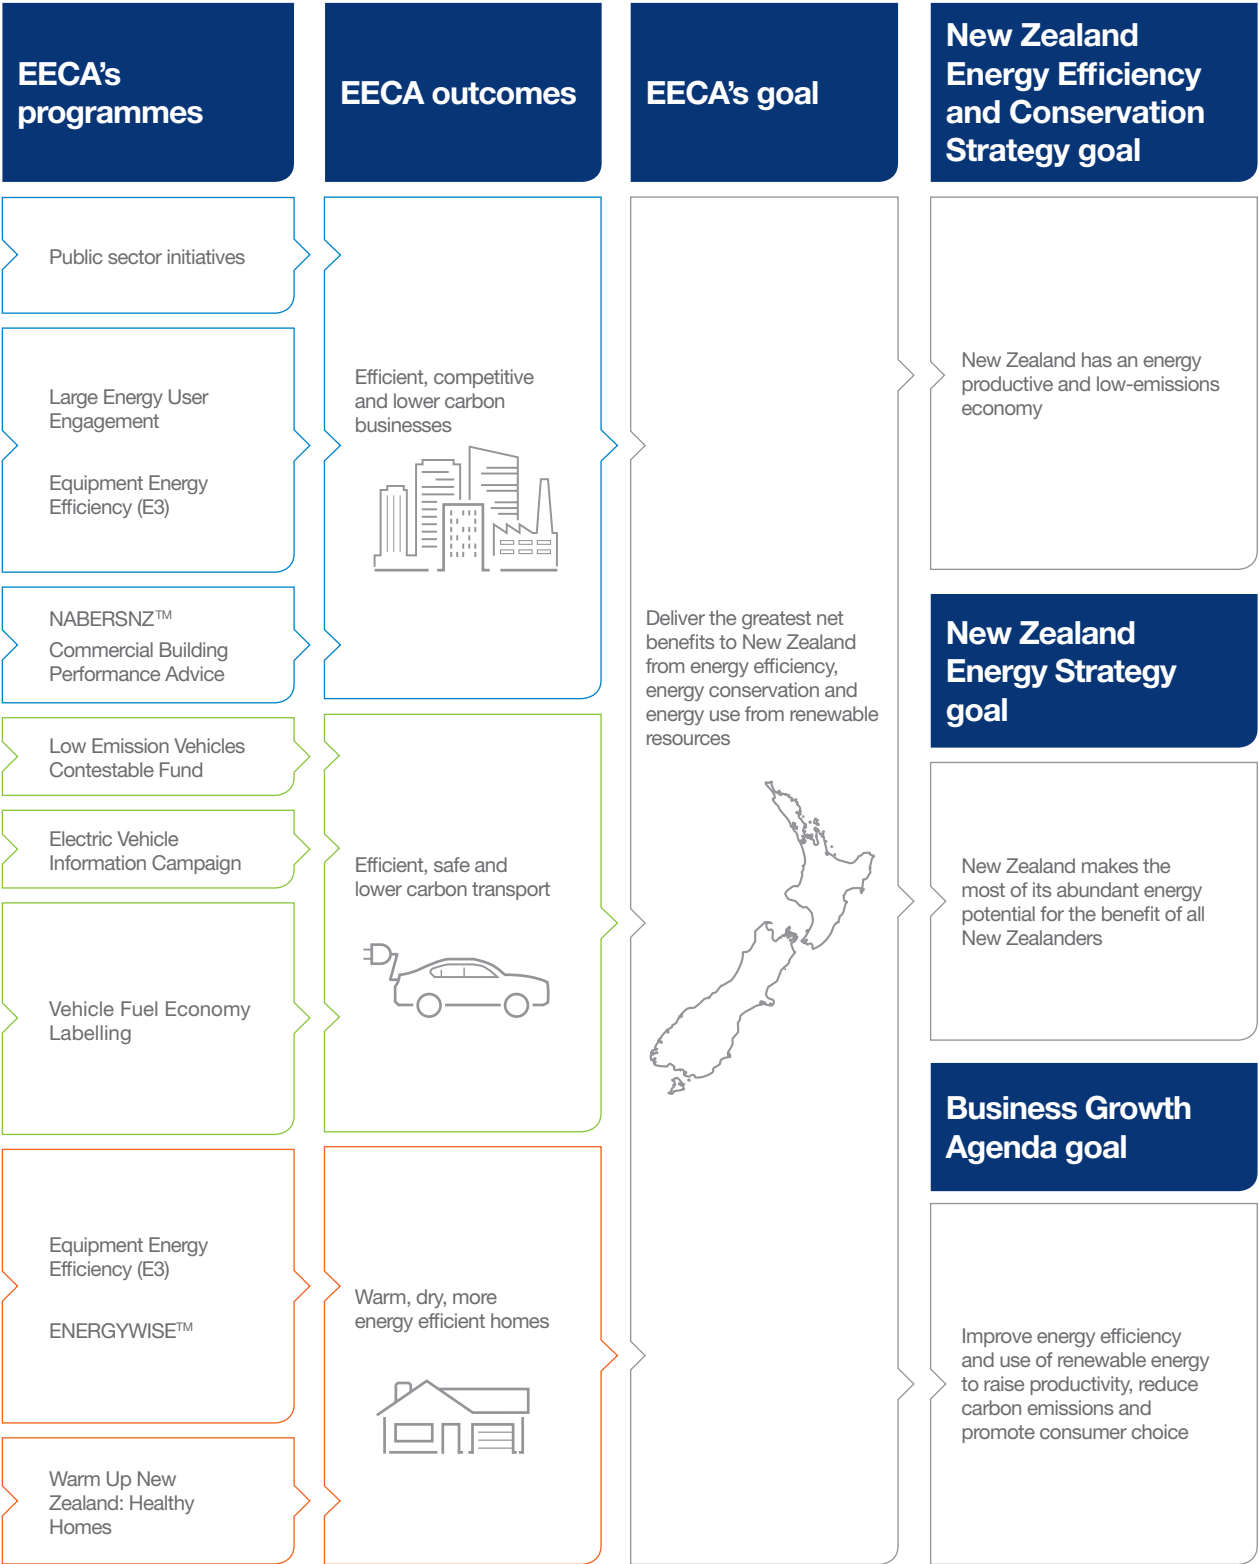 EECA's
programmes
Public sector initiatives
Large Energy User
Engagement
Equipment Energy
Efficiency (E3)
NABERSNZ™
Commercial Building
Performance Advice
Low Emission Vehicles
Contestable Fund
Electric Vehicle
Information Campaign
Vehicle Fuel Economy
Labelling
Equipment Energy
Efficiency (E3)
ENERGYWISE™
Warm Up New
Zealand: Healthy
Homes
EECA outcomes
Efficient, competitive
and lower carbon
businesses
Efficient, safe and
lower carbon transport
Warm, dry, more
energy efficient homes
EECA's goal
Deliver the greatest net
benefits to New Zealand
from energy efficiency,
energy conservation and
energy use from renewable
resources
New Zealand
Energy Efficiency
and Conservation
Strategy goal
New Zealand has an energy
productive and low-emissions
economy
New Zealand
Energy Strategy
goal
New Zealand makes the
most of its abundant energy
potential for the benefit of all
New Zealanders
Business Growth
Agenda goal
Improve energy efficiency
and use of renewable energy
to raise productivity, reduce
carbon emissions and
promote consumer choice